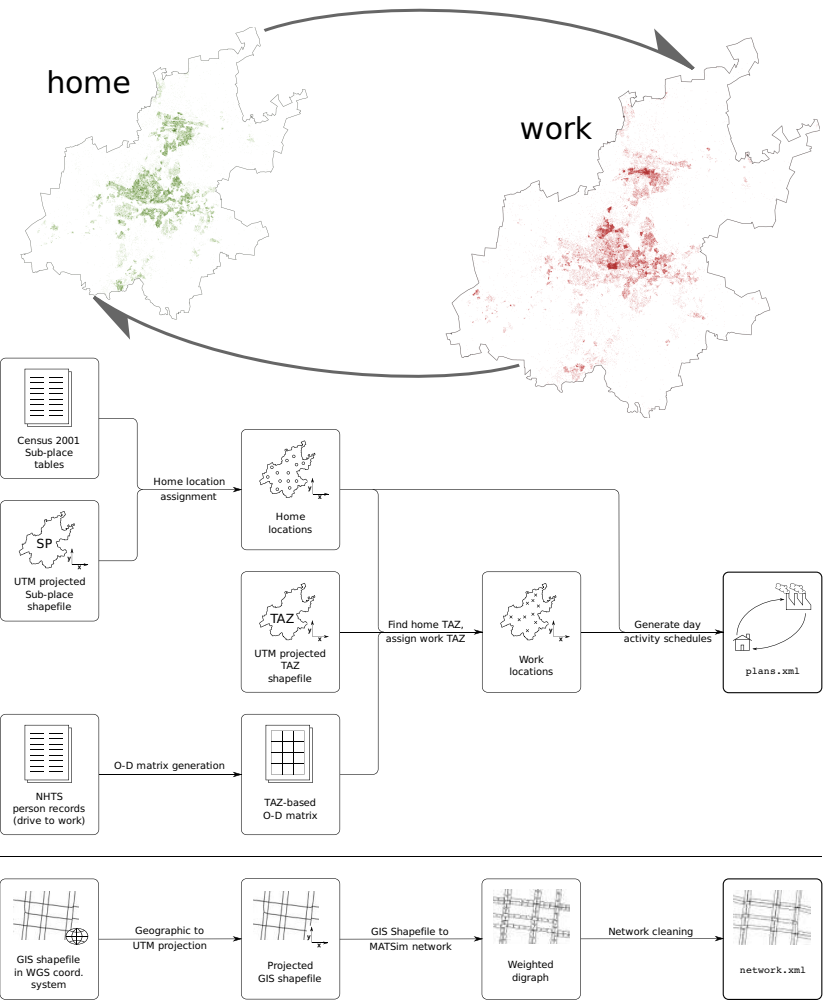 home
work
Census 2001
Sub-place
tables
Home location
assignment
y
x
Home
locations
SP
y
x
UTM projected
Sub-place
shapefile
TAZ
y
x
UTM projected
TAZ
shapefile
Find home TAZ,
assign work TAZ
y
x
Work
locations
Generate day
activity schedules
plans.xml
NHTS
person records
(drive to work)
O-D matrix generation
TAZ-based
O-D matrix
GIS shapefile
in WGS coord.
system
Geographic to
UTM projection
y
x
Projected
GIS shapefile
GIS Shapefile to
MATSim network
Weighted
digraph
Network cleaning
network.xml